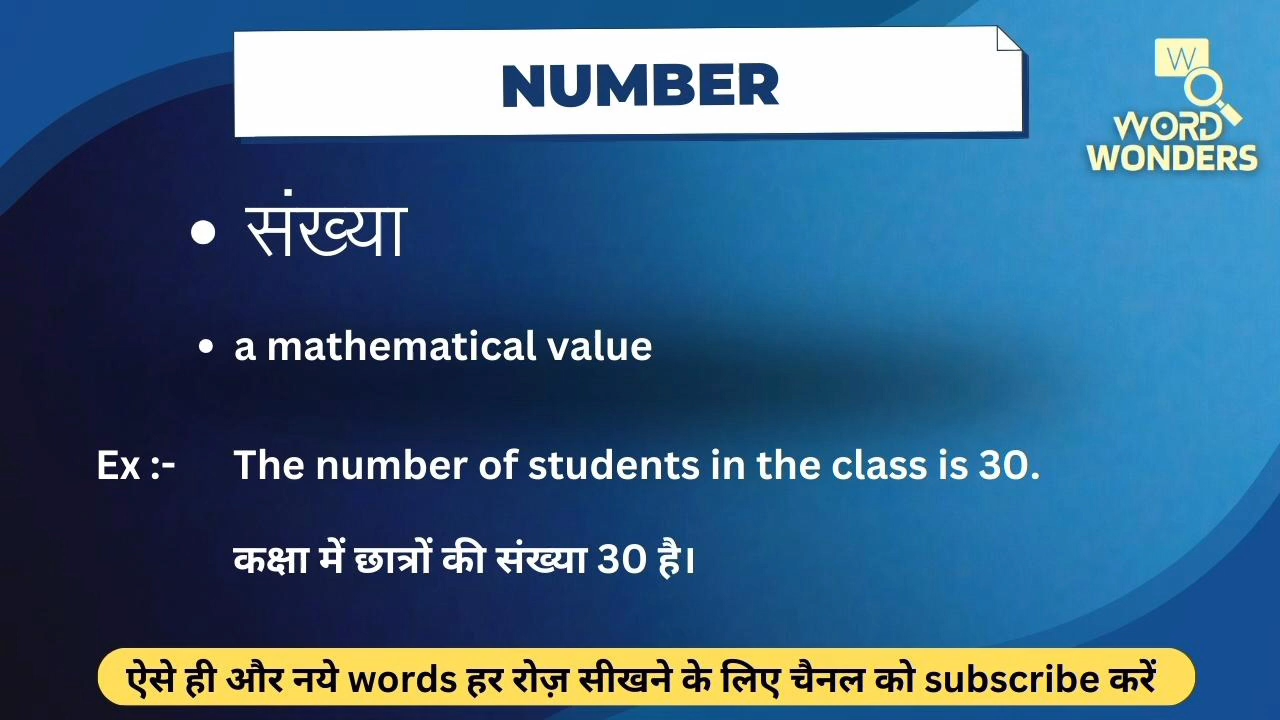 NUMBER
W
WORD
WONDERS
• संख्या
• a mathematical value
Ex :- The number of students in the class is 30.
कक्षा में छात्रों की संख्या 30 है।
ऐसे ही और नये words हर रोज़ सीखने के लिए चैनल को subscribe करें